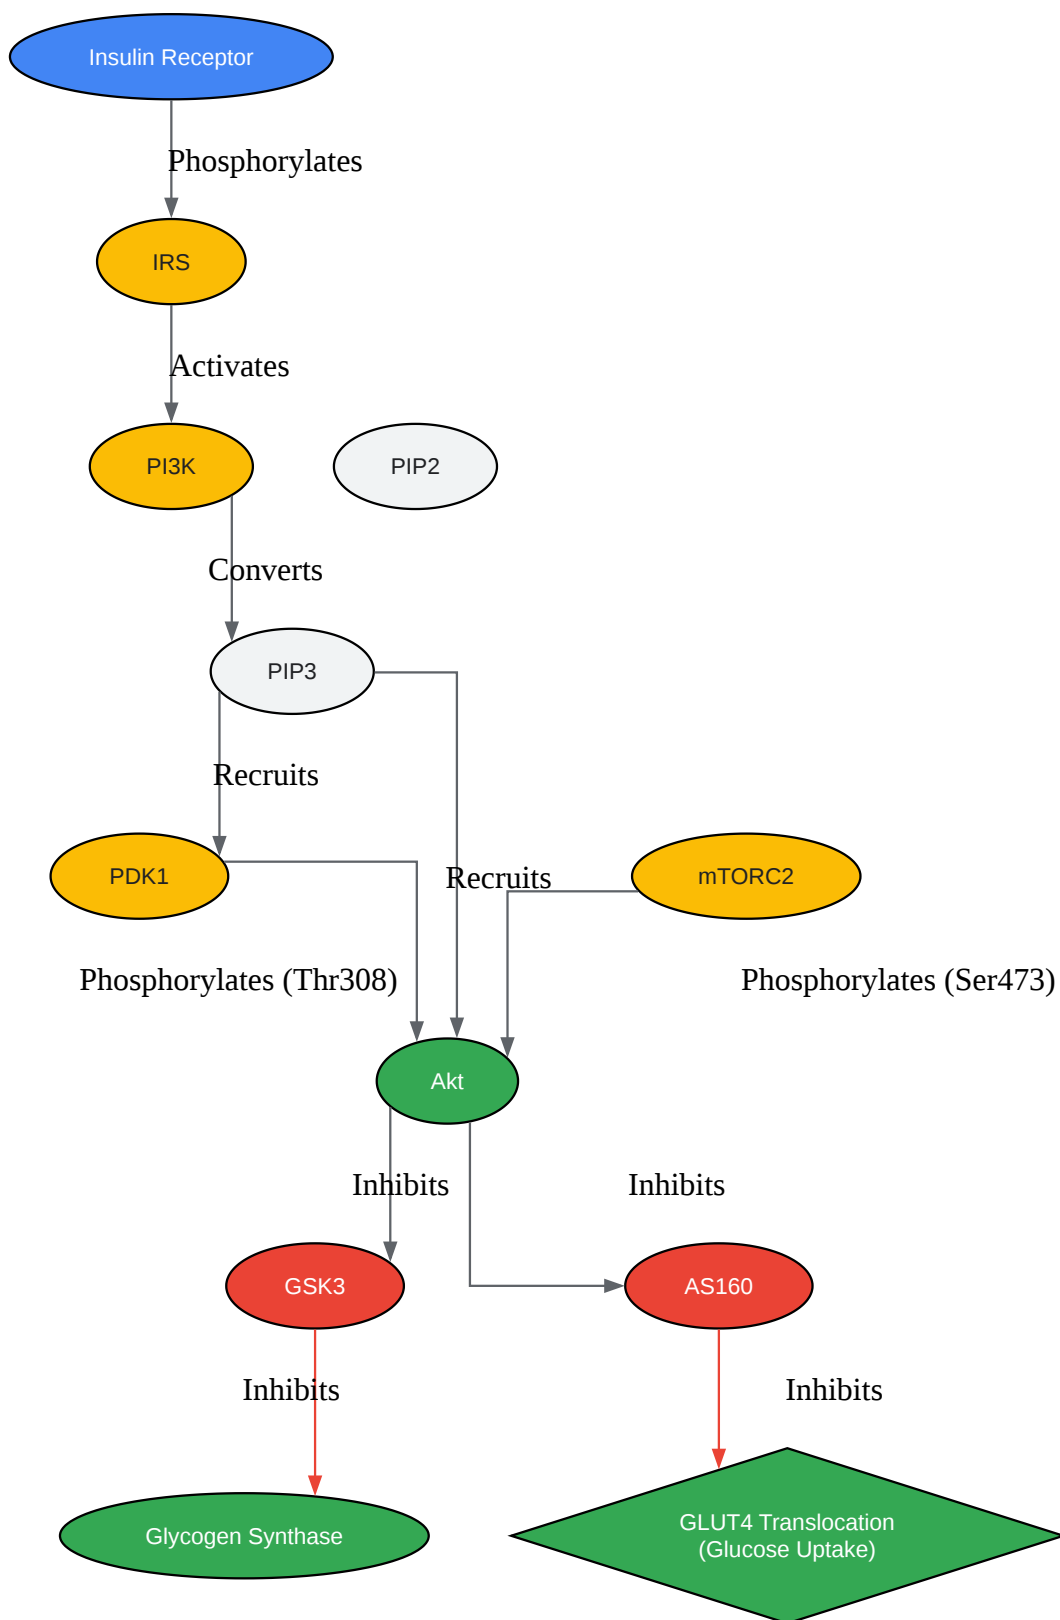 Insulin Receptor
Phosphorylates
IRS
Activates
PI3K
PIP2
Converts
PIP3
Recruits
PDK1
Recruits
mTORC2
Phosphorylates (Thr308)
Phosphorylates (Ser473)
Akt
Inhibits
Inhibits
GSK3
AS160
Inhibits
Inhibits
Glycogen Synthase
GLUT4 Translocation
(Glucose Uptake)